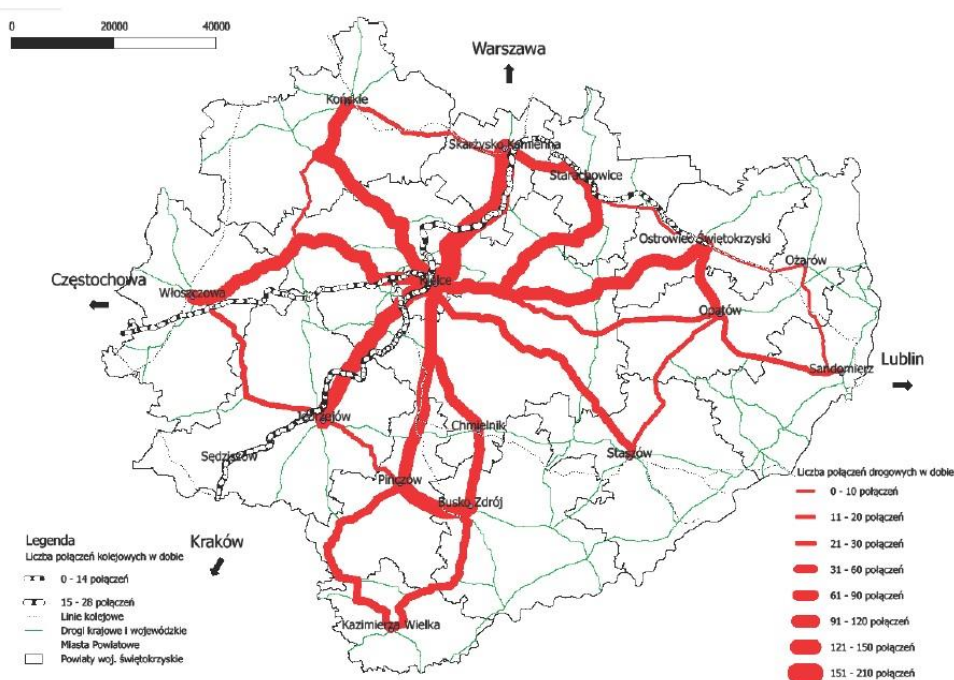 0 20000 40000
Warszawa
Końskie
Skarżysko Kamienna
Starachowice
Ostrowiec Świętokrzyski
Ożarów
Częstochowa
Włoszczowa
Kielce
Opatów
Sandomierz
Lublin
Jędrzejów
Chmielnik
Staszów
Sędziszów
Pińczów
Busko Zdrój
Kraków
Kazimierza Wielka
Legenda
Liczba połączeń kolejowych w dobie
0 - 14 połączeń
15 - 28 połączeń
Linie kolejowe
Drogi krajowe i wojewódzkie
Miasta Powiatowe
Powiaty woj. świętokrzyskie
Liczba połączeń drogowych w dobie
0 - 10 połączeń
11 - 20 połączeń
21 - 30 połączeń
31 - 60 połączeń
61 - 90 połączeń
91 - 120 połączeń
121 - 150 połączeń
151 - 210 połączeń